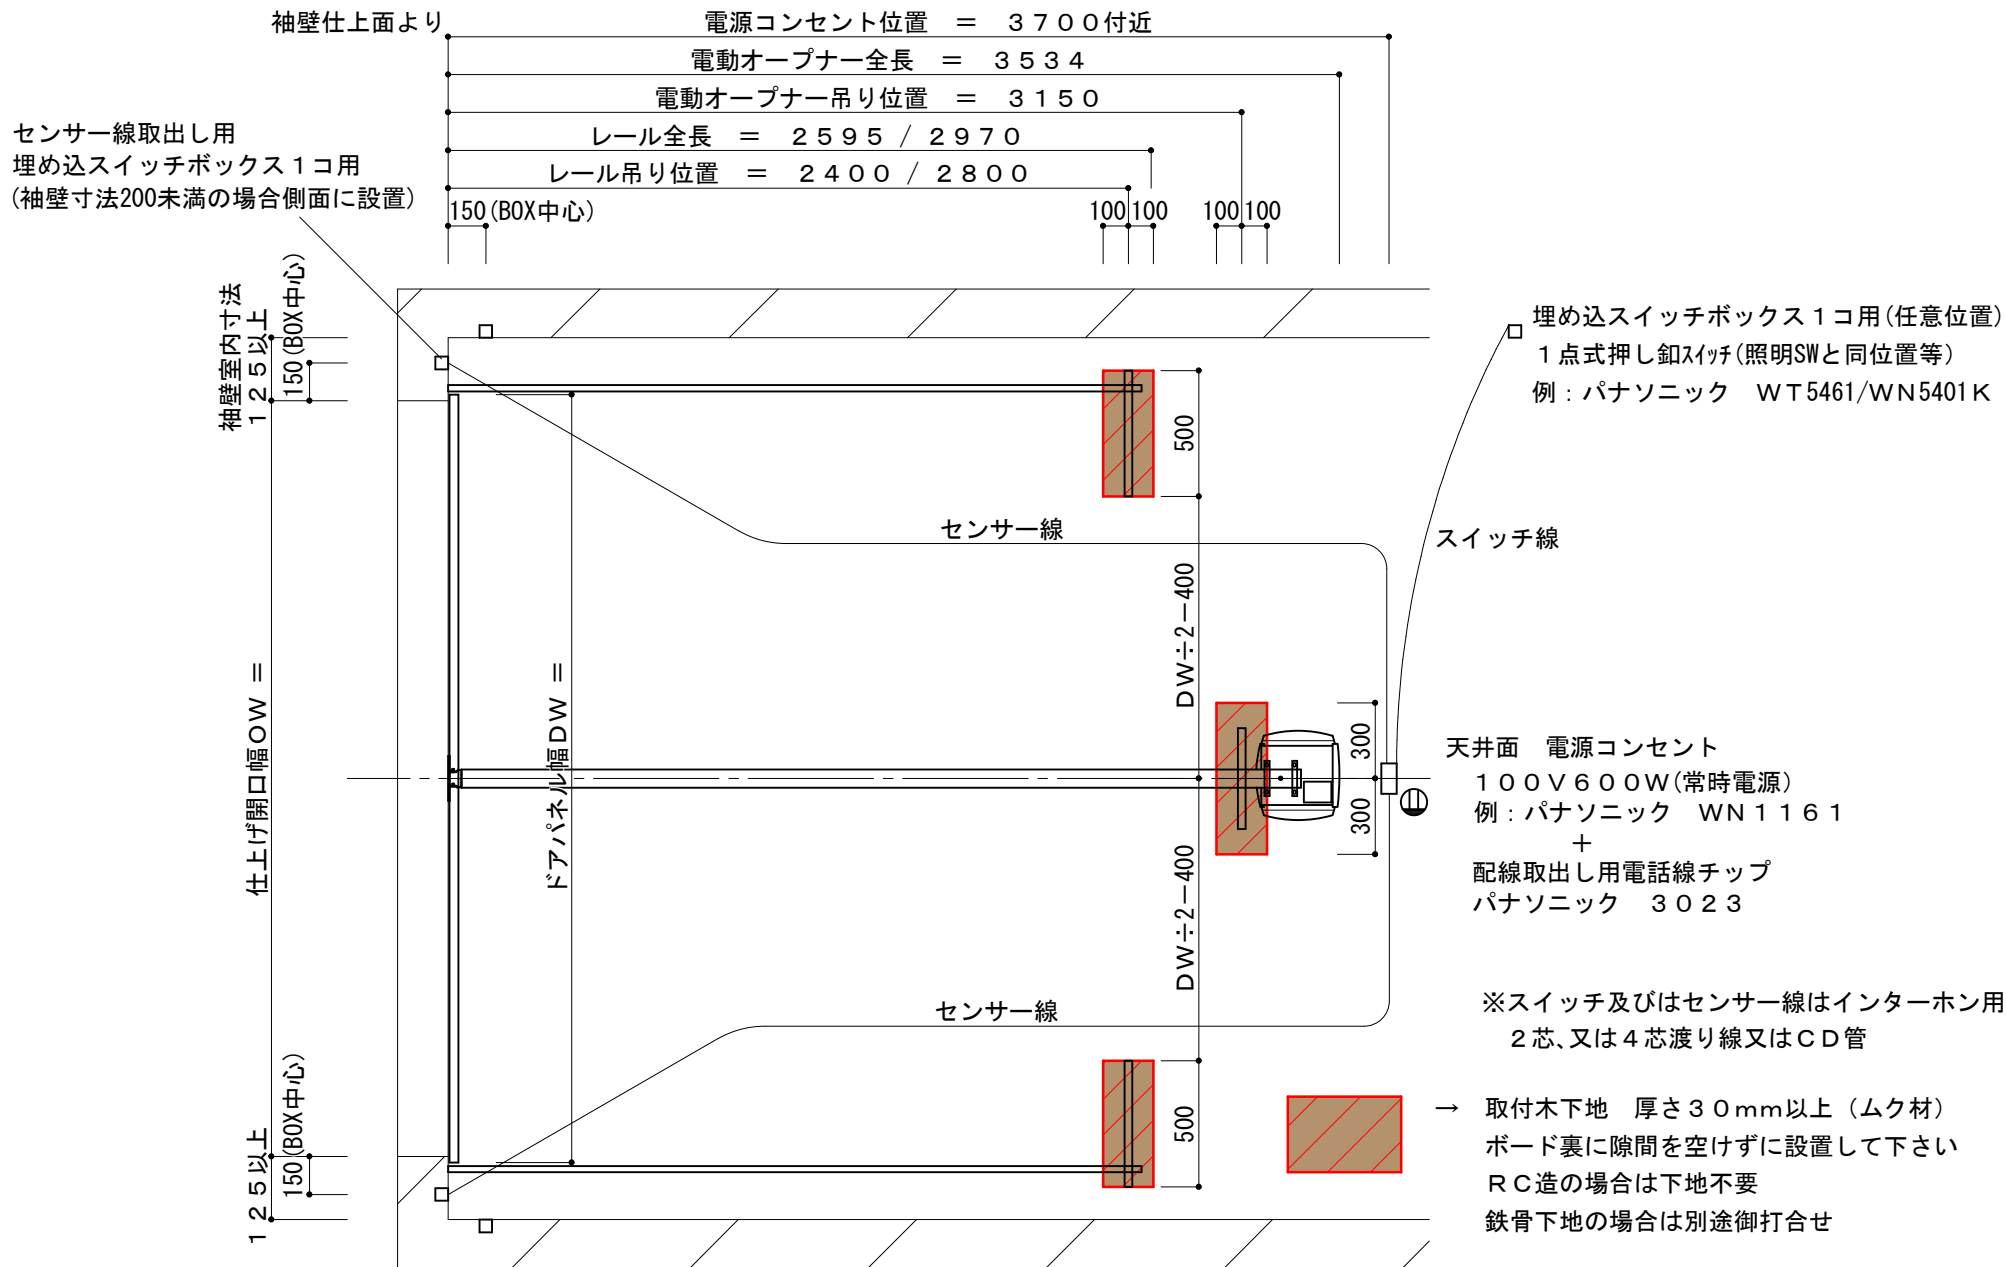 袖壁仕上面より
電源コンセント位置　＝　３７００付近
電動オープナー全長　＝　３５３４
電動オープナー吊り位置　＝　３１５０
レール全長　＝　２５９５ / ２９７０
レール吊り位置　＝　２４００ / ２８００
150(BOX中心)
100 100
100 100
センサー線取出し用
埋め込スイッチボックス１コ用
(袖壁寸法200未満の場合側面に設置)
袖壁室内寸法
１２５以上
150(BOX中心)
仕上げ開口幅ＯＷ ＝
ドアパネル幅ＤＷ ＝
１２５以上
150(BOX中心)
500
ＤＷ÷２−400
ＤＷ÷２−400
500
センサー線
センサー線
スイッチ線
300
300
埋め込スイッチボックス１コ用(任意位置)
１点式押し釦ｽｲｯﾁ(照明SWと同位置等)
例：パナソニック　ＷＴ5461/ＷＮ5401Ｋ
天井面　電源コンセント
１００Ｖ６００Ｗ(常時電源)
例：パナソニック　ＷＮ１１６１
＋
配線取出し用電話線チップ
パナソニック　３０２３
※スイッチ及びはセンサー線はインターホン用
２芯、又は４芯渡り線又はＣＤ管
→　取付木下地　厚さ３０ｍｍ以上（ムク材）
ボード裏に隙間を空けずに設置して下さい
ＲＣ造の場合は下地不要
鉄骨下地の場合は別途御打合せ